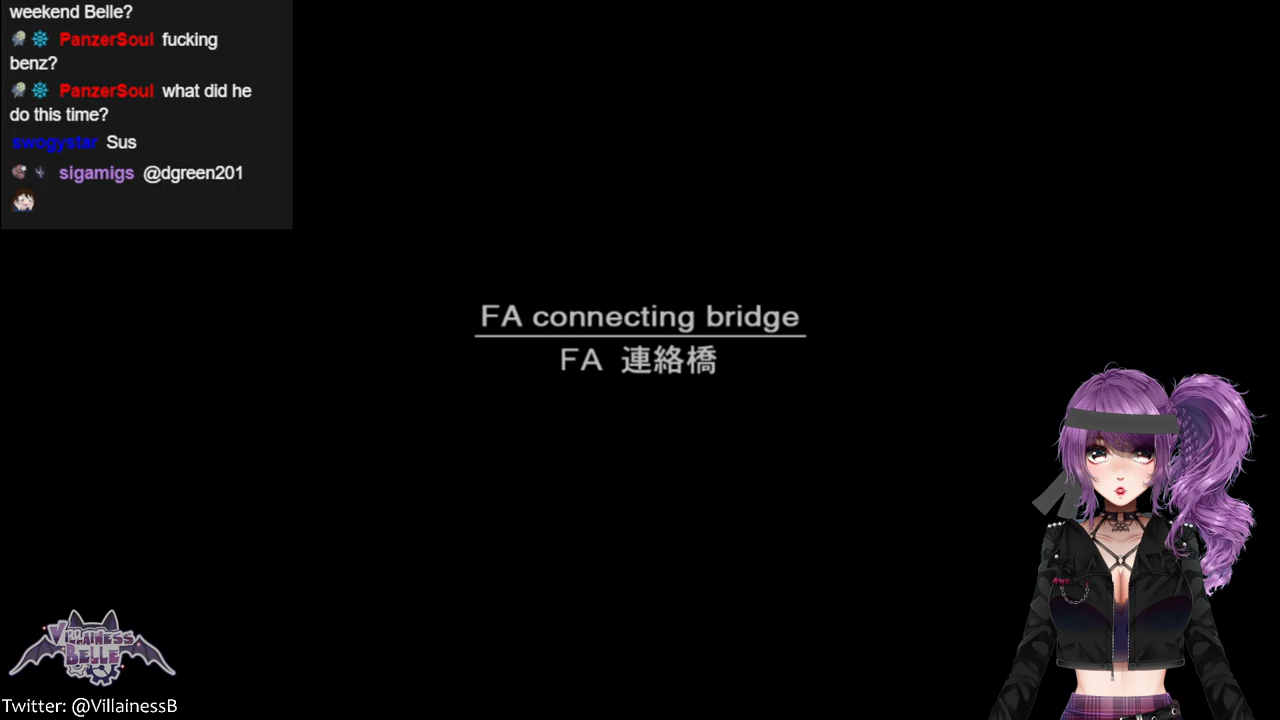 weekend Belle?
PanzerSoul fucking
benz?
PanzerSoul what did he
do this time?
swogystar Sus
sigamigs @dgreen201
FA connecting bridge
FA 連絡橋
VILLAINESS
BELLE
Twitter: @VillainessB